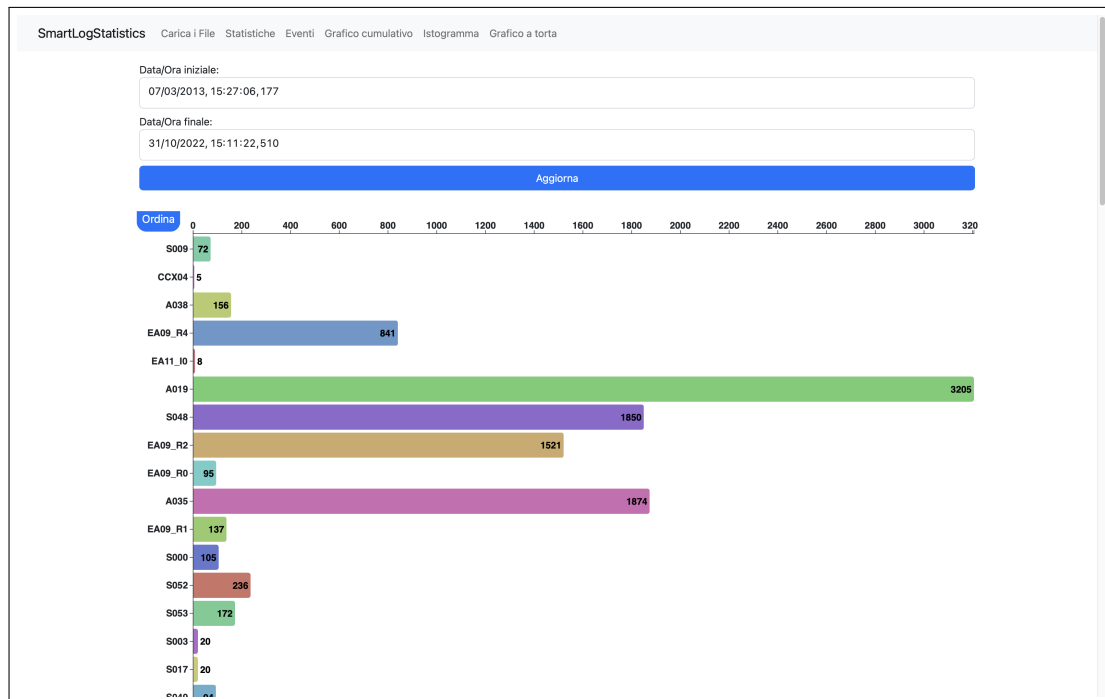 SmartLogStatistics Carica i File Statistiche Eventi Grafico cumulativo Istogramma Grafico a torta
Data/Ora iniziale:
07/03/2013, 15:27:06,177
Data/Ora finale:
31/10/2022, 15:11:22,510
Aggiorna
Ordina 0 200 400 600 800 1000 1200 1400 1600 1800 2000 2200 2400 2600 2800 3000 320
S009 72
CCX04 5
A038 156
EA09_R4 841
EA11_I0 8
A019 3205
S048 1850
EA09_R2 1521
EA09_R0 95
A035 1874
EA09_R1 137
S000 105
S052 236
S053 172
S003 20
S017 20